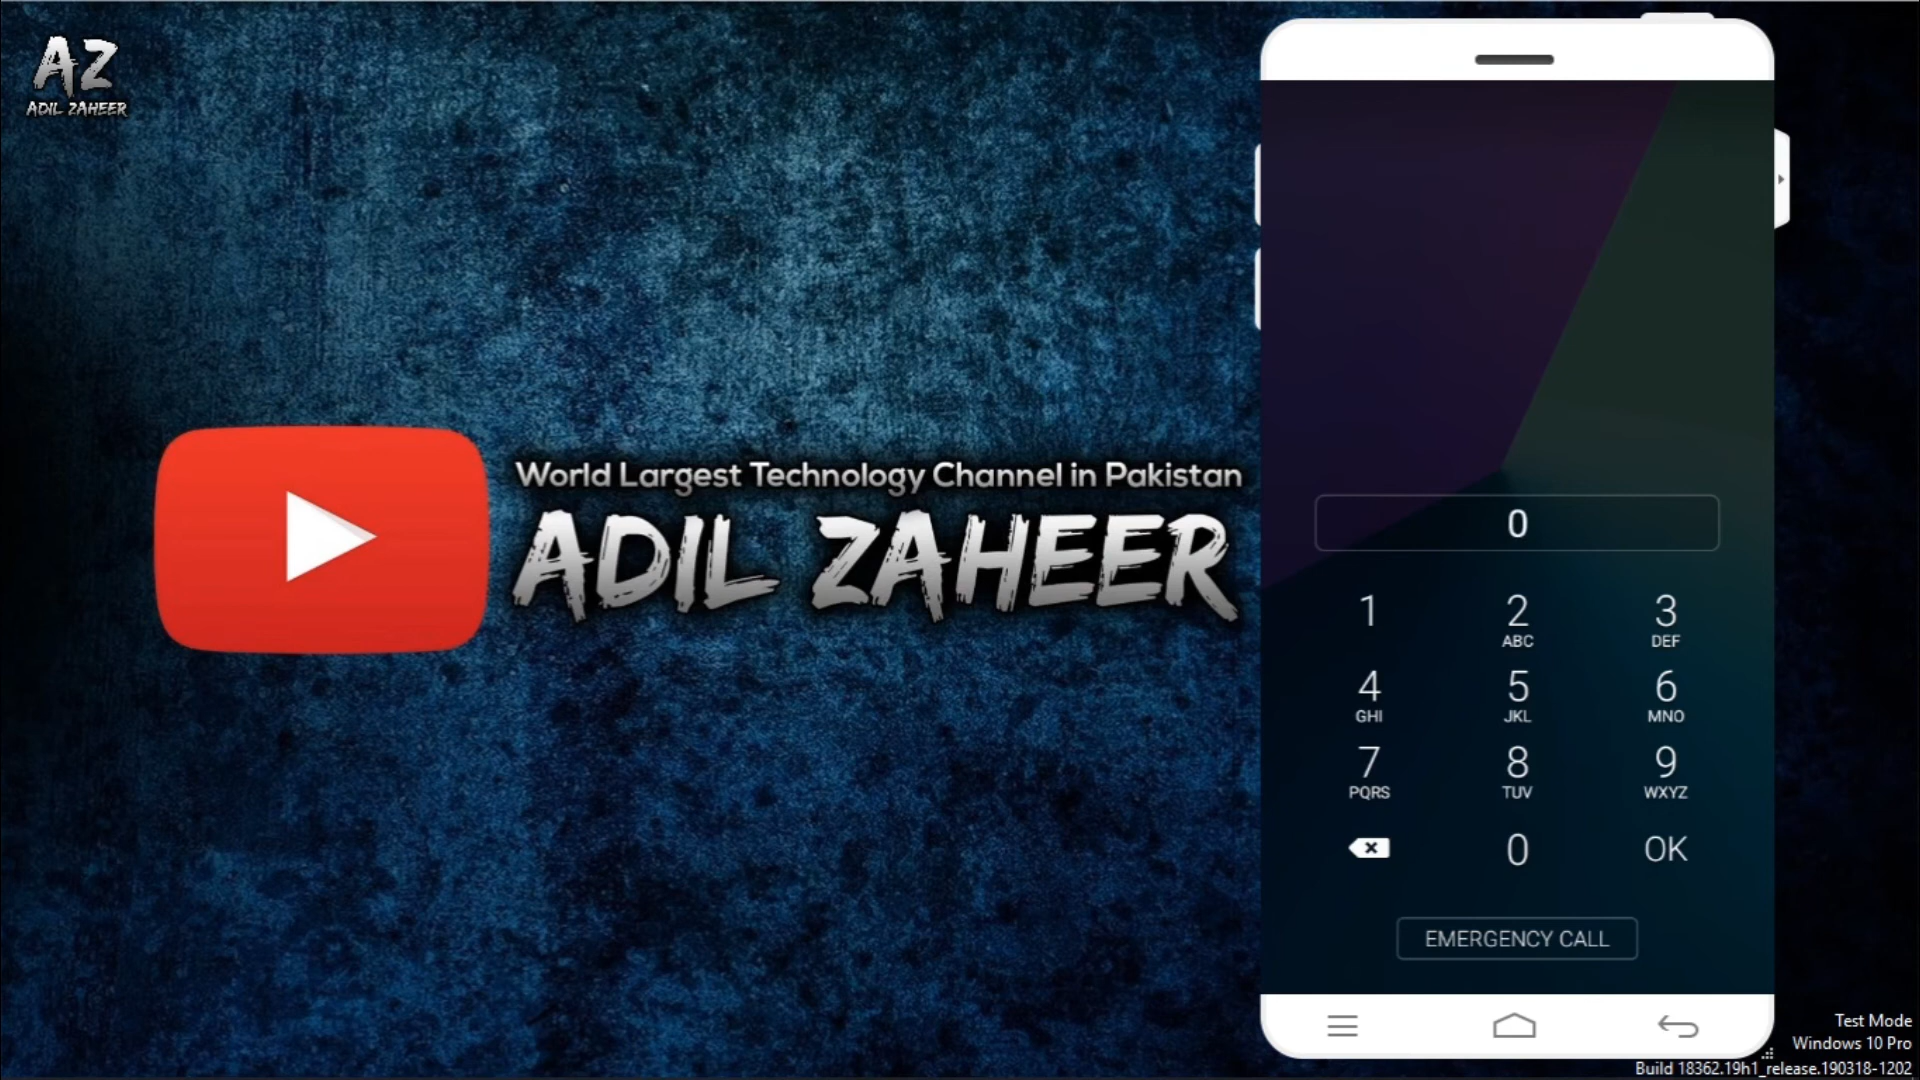 AZ
ADIL ZAHEER
World Largest Technology Channel in Pakistan
ADIL ZAHEER
0
1 2 3
ABC DEF
4 5 6
GHI JKL MNO
7 8 9
PQRS TUV WXYZ
0 OK
EMERGENCY CALL
Test Mode
Windows 10 Pro
Build 18362.19h1_release.190318-1202